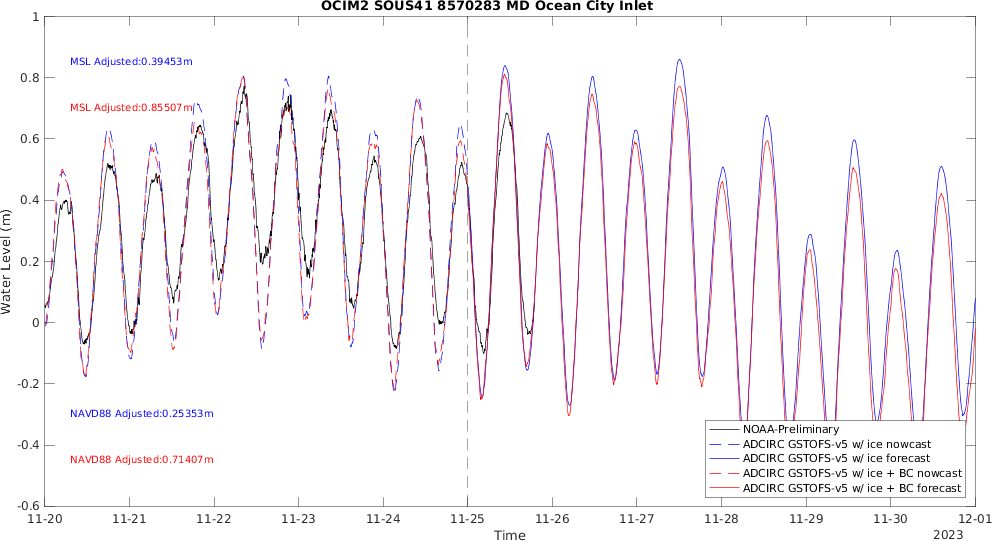 OCIM2 SOUS41 8570283 MD Ocean City Inlet
1
0.8
0.6
0.4
0.2
0
-0.2
-0.4
-0.6
Water Level (m)
MSL Adjusted:0.39453m
MSL Adjusted:0.85507m
NAVD88 Adjusted:0.25353m
NAVD88 Adjusted:0.71407m
NOAA-Preliminary
ADCIRC GSTOFS-v5 w/ ice nowcast
ADCIRC GSTOFS-v5 w/ ice forecast
ADCIRC GSTOFS-v5 w/ ice + BC nowcast
ADCIRC GSTOFS-v5 w/ ice + BC forecast
11-20 11-21 11-22 11-23 11-24 11-25 11-26 11-27 11-28 11-29 11-30 12-01
Time
2023